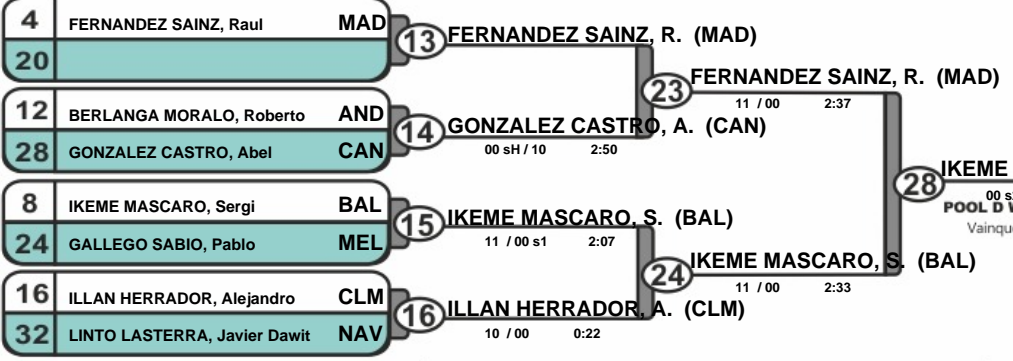 4 FERNANDEZ SAINZ, Raul MAD
20
13 FERNANDEZ SAINZ, R. (MAD)
12 BERLANGA MORALO, Roberto AND
28 GONZALEZ CASTRO, Abel CAN
14 GONZALEZ CASTRO, A. (CAN)
00 sH / 10 2:50
23 FERNANDEZ SAINZ, R. (MAD)
11 / 00 2:37
8 IKEME MASCARO, Sergi BAL
24 GALLEGO SABIO, Pablo MEL
15 IKEME MASCARO, S. (BAL)
11 / 00 s1 2:07
16 ILLAN HERRADOR, Alejandro CLM
32 LINTO LASTERRA, Javier Dawit NAV
16 ILLAN HERRADOR, A. (CLM)
10 / 00 0:22
24 IKEME MASCARO, S. (BAL)
11 / 00 2:33
28 IKEME
00
POOL D